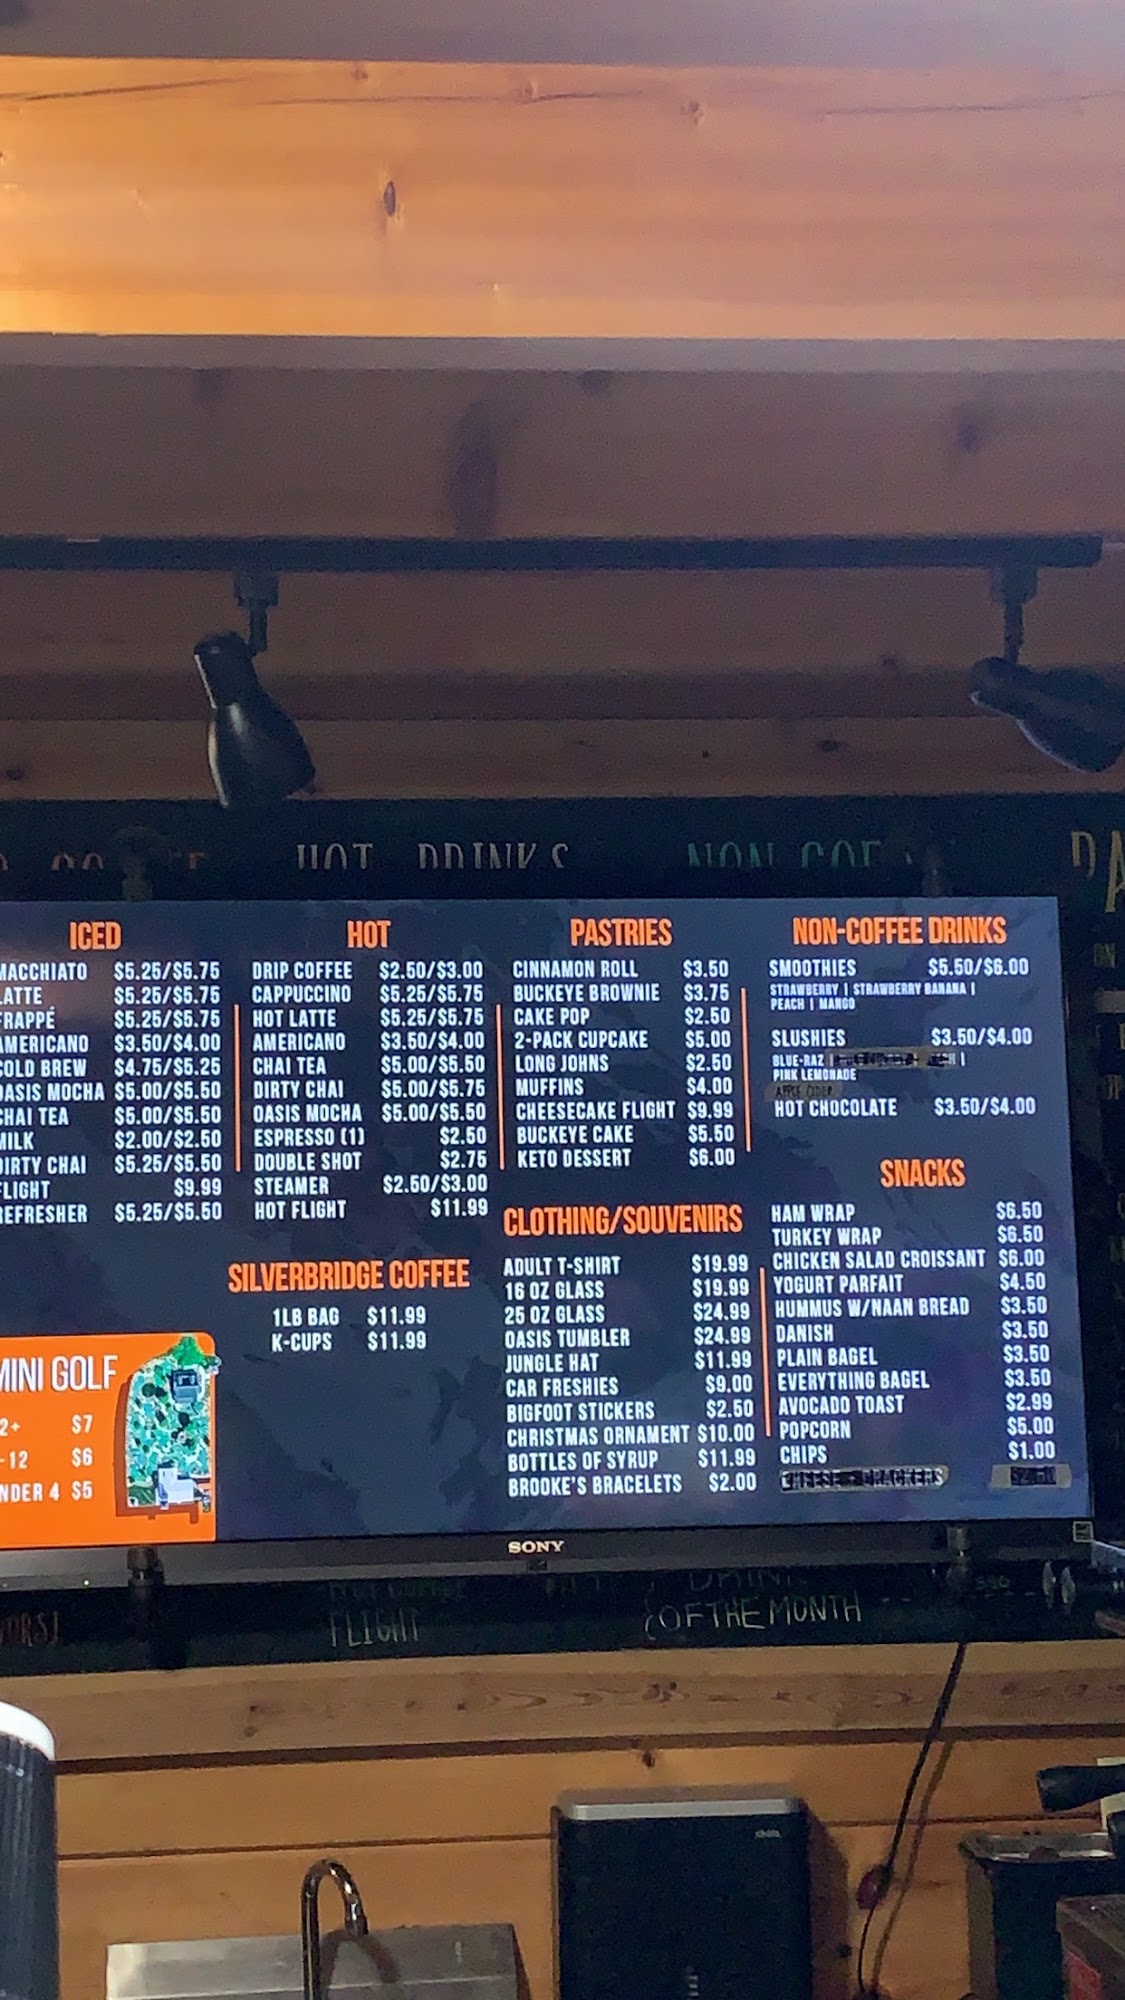 HOT DRINKS
ICED
MACCHIATO $5.25/$5.75
LATTE $5.25/$5.75
FRAPPÉ $5.25/$5.75
AMERICANO $3.50/$4.00
COLD BREW $4.75/$5.25
OASIS MOCHA $5.00/$5.50
CHAI TEA $5.00/$5.50
MILK $2.00/$2.50
DIRTY CHAI $5.25/$5.50
FLIGHT $9.99
REFRESHER $5.25/$5.50
MINI GOLF
2+ $7
-12 $6
NDER 4 $5
HOT
DRIP COFFEE $2.50/$3.00
CAPPUCCINO $5.25/$5.75
HOT LATTE $5.25/$5.75
AMERICANO $3.50/$4.00
CHAI TEA $5.00/$5.50
DIRTY CHAI $5.00/$5.75
OASIS MOCHA $5.00/$5.50
ESPRESSO (1) $2.50
DOUBLE SHOT $2.75
STEAMER $2.50/$3.00
HOT FLIGHT $11.99
SILVERBRIDGE COFFEE
1LB BAG $11.99
K-CUPS $11.99
PASTRIES
CINNAMON ROLL $3.50
BUCKEYE BROWNIE $3.75
CAKE POP $2.50
2-PACK CUPCAKE $5.00
LONG JOHNS $2.50
MUFFINS $4.00
CHEESECAKE FLIGHT $9.99
BUCKEYE CAKE $5.50
KETO DESSERT $6.00
CLOTHING/SOUVENIRS
ADULT T-SHIRT $19.99
16 OZ GLASS $19.99
25 OZ GLASS $24.99
OASIS TUMBLER $24.99
JUNGLE HAT $11.99
CAR FRESHIES $9.00
BIGFOOT STICKERS $2.50
CHRISTMAS ORNAMENT $10.00
BOTTLES OF SYRUP $11.99
BROOKE'S BRACELETS $2.00
NON-COFFEE DRINKS
SMOOTHIES $5.50/$6.00
STRAWBERRY | STRAWBERRY BANANA |
PEACH | MANGO
SLUSHIES $3.50/$4.00
BLUE-RAZ | |
PINK LEMONADE
APPLE CIDER
HOT CHOCOLATE $3.50/$4.00
SNACKS
HAM WRAP $6.50
TURKEY WRAP $6.50
CHICKEN SALAD CROISSANT $6.00
YOGURT PARFAIT $4.50
HUMMUS W/NAAN BREAD $3.50
DANISH $3.50
PLAIN BAGEL $3.50
EVERYTHING BAGEL $3.50
AVOCADO TOAST $2.99
POPCORN $5.00
CHIPS $1.00
CHEESE + CRACKERS
SONY
FLIGHT
DRINK
OF THE MONTH